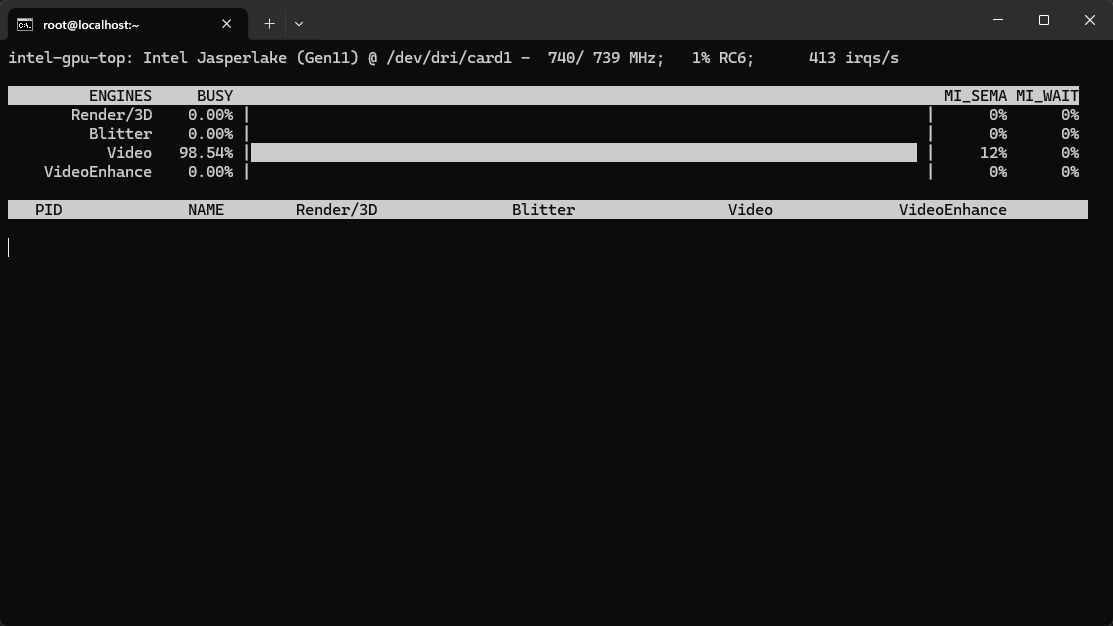 root@localhost:~
intel-gpu-top: Intel Jasperlake (Gen11) @ /dev/dri/card1 - 740/ 739 MHz; 1% RC6; 413 irqs/s
ENGINES BUSY MI_SEMA MI_WAIT
Render/3D 0.00% | | 0% 0%
Blitter 0.00% | | 0% 0%
Video 98.54% | | 12% 0%
VideoEnhance 0.00% | | 0% 0%
PID NAME Render/3D Blitter Video VideoEnhance